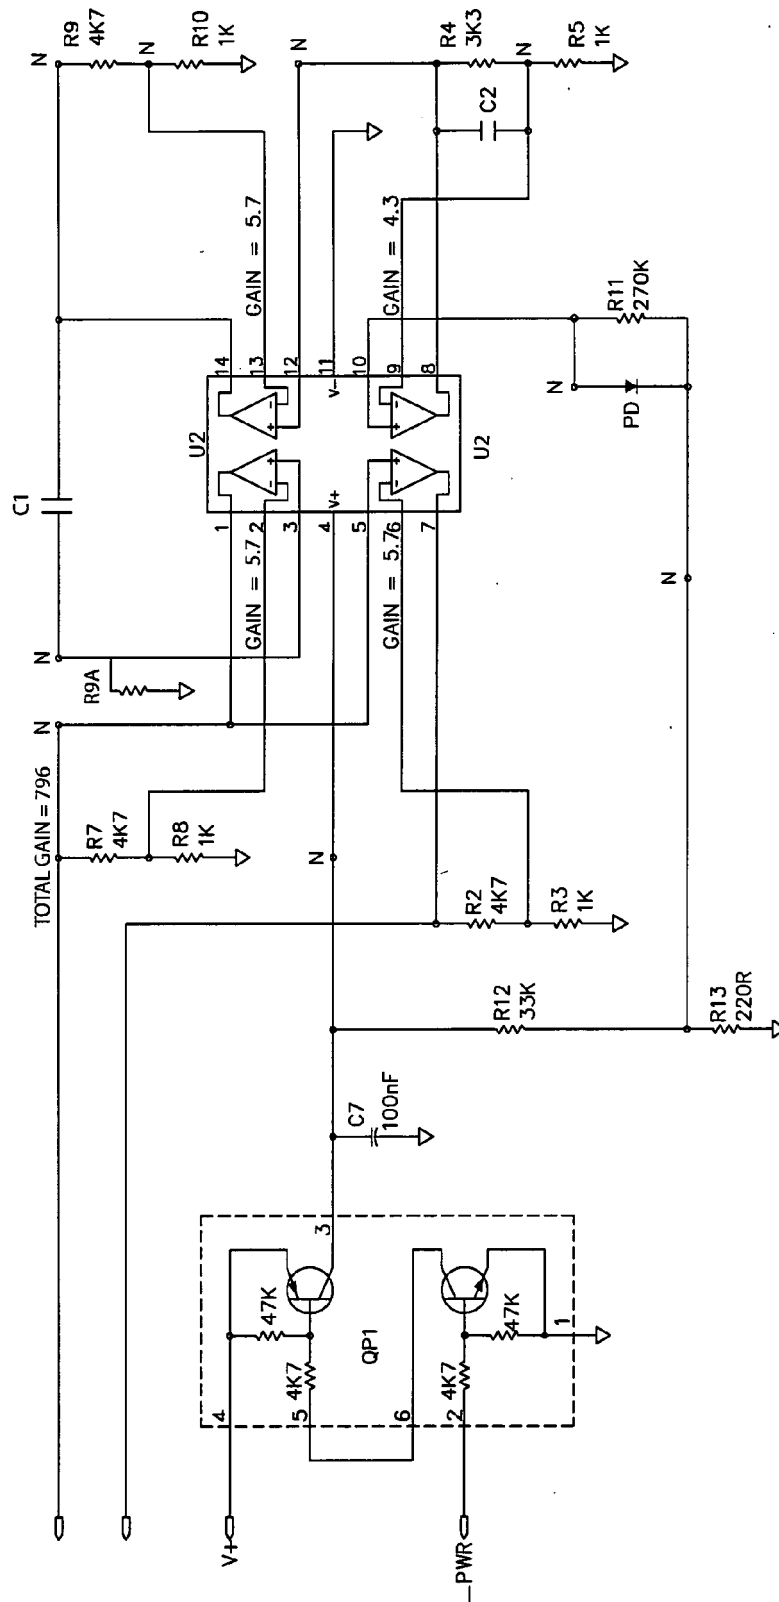 R9
4K7
N
N
R10
1K
N
R4
3K3
N
R5
1K
C2
GAIN = 5.7
GAIN = 4.3
R11
270K
14
13
12
11
10
9
8
V-
N
PD
U2
U2
C1
V+
1
2
3
4
5
6
7
GAIN = 5.7
GAIN = 5.7
N
N
R9A
N
TOTAL GAIN = 796
R7
4K7
R8
1K
N
R2
4K7
R3
1K
R12
33K
R13
220R
C7
100nF
3
47K
4K7
QP1
47K
4K7
1
4
5
6
2
V+
_PWR